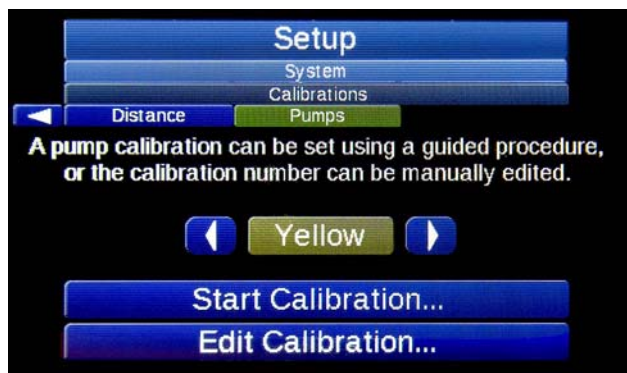 Setup
System
Calibrations
Distance Pumps
A pump calibration can be set using a guided procedure,
or the calibration number can be manually edited.
Yellow
Start Calibration...
Edit Calibration...